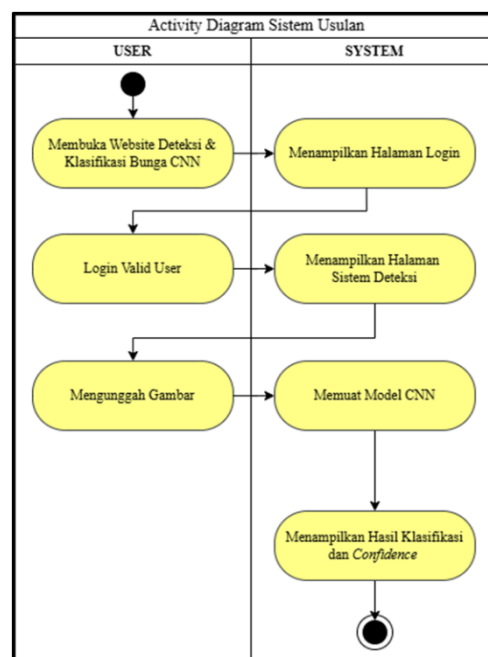 Activity Diagram Sistem Usulan
USER
SYSTEM
Membuka Website Deteksi &
Klasifikasi Bunga CNN
Menampilkan Halaman Login
Login Valid User
Menampilkan Halaman
Sistem Deteksi
Mengunggah Gambar
Memuat Model CNN
Menampilkan Hasil Klasifikasi
dan Confidence